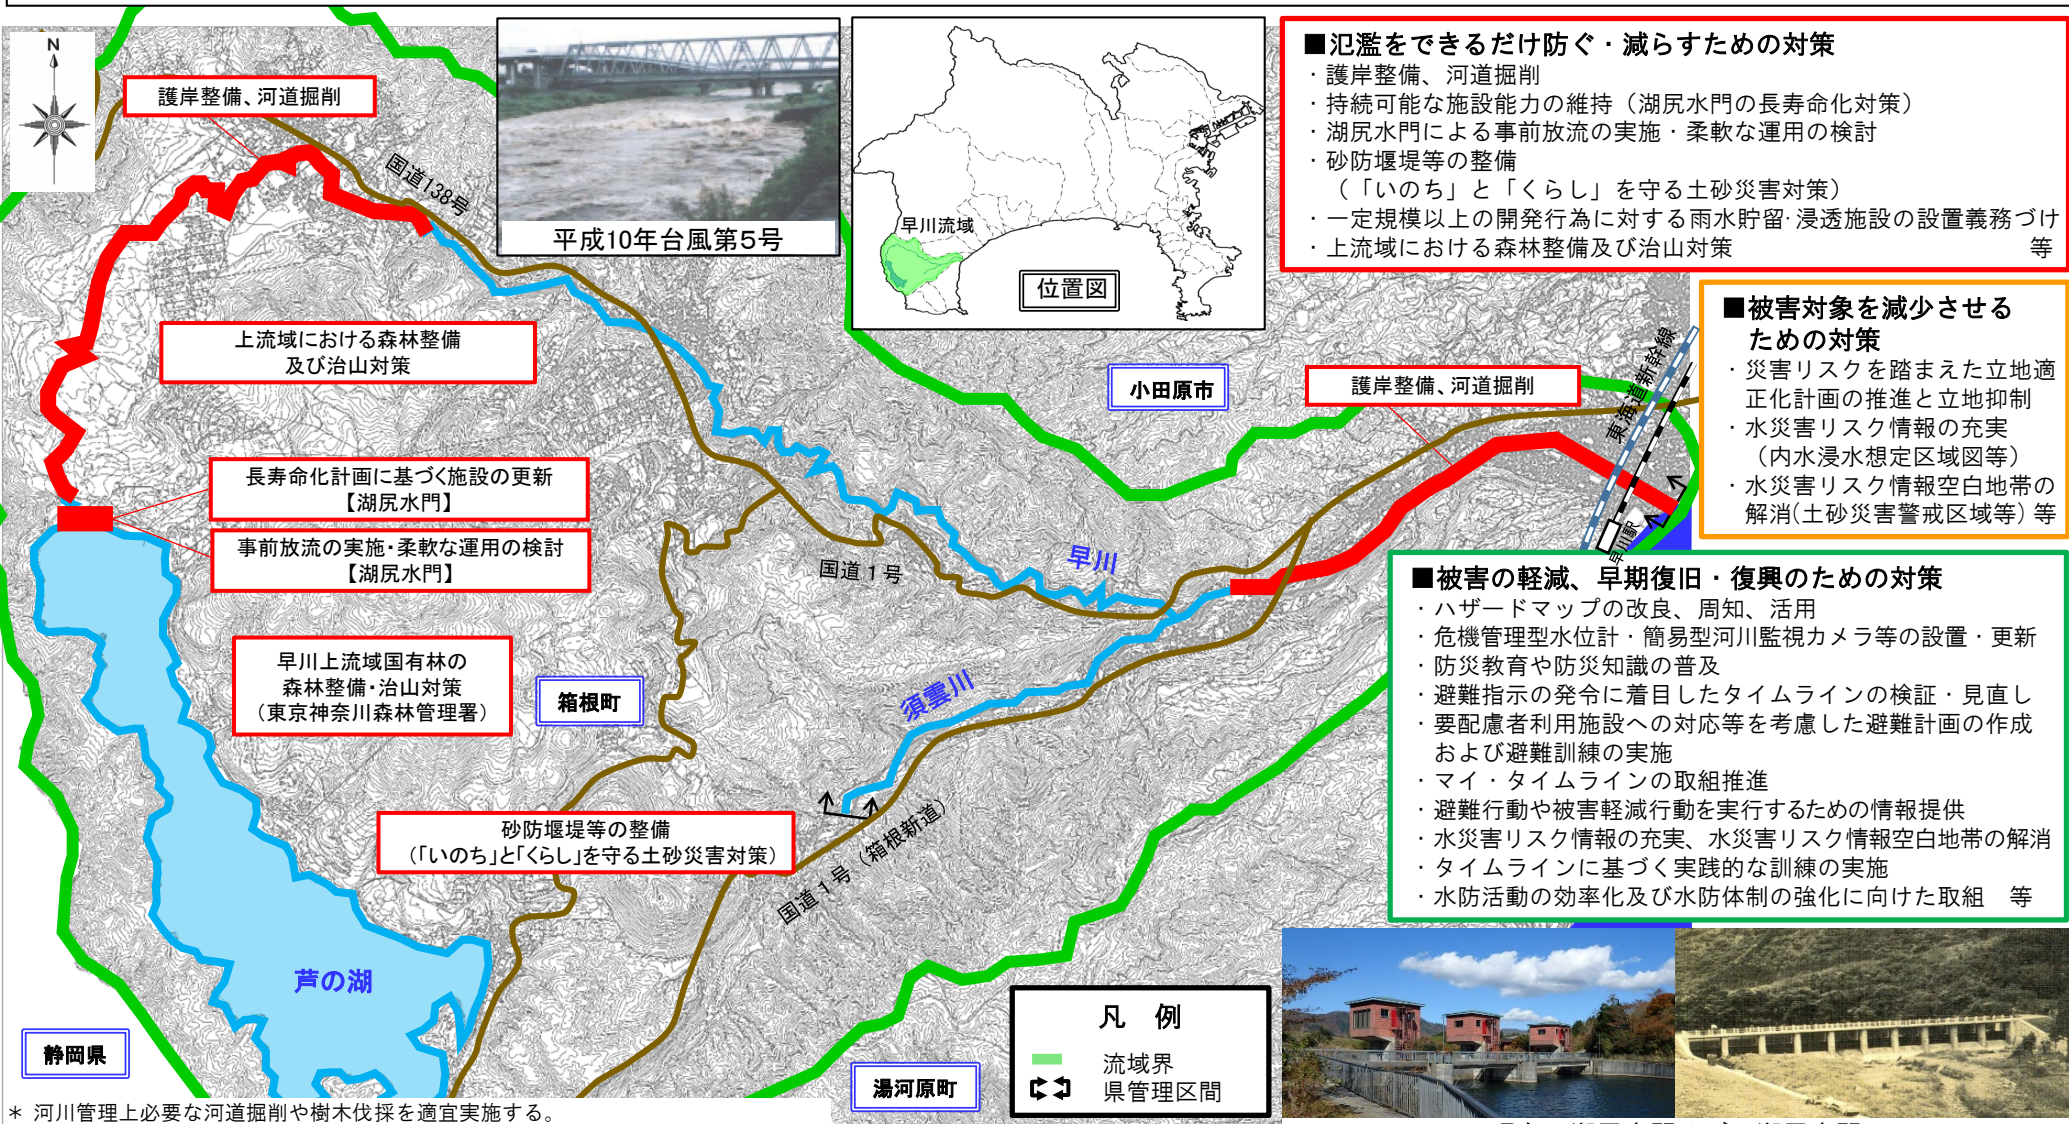 N
護岸整備、河道掘削
国道138号
平成10年台風第5号
早川流域
位置図
■氾濫をできるだけ防ぐ・減らすための対策
・護岸整備、河道掘削
・持続可能な施設能力の維持（湖尻水門の長寿命化対策）
・湖尻水門による事前放流の実施・柔軟な運用の検討
・砂防堰堤等の整備
（「いのち」と「くらし」を守る土砂災害対策）
・一定規模以上の開発行為に対する雨水貯留・浸透施設の設置義務づけ
・上流域における森林整備及び治山対策 等
■被害対象を減少させる
ための対策
・災害リスクを踏まえた立地適
正化計画の推進と立地抑制
・水災害リスク情報の充実
（内水浸水想定区域図等）
・水災害リスク情報空白地帯の
解消(土砂災害警戒区域等) 等
上流域における森林整備
及び治山対策
小田原市
護岸整備、河道掘削
東海道新幹線
早川駅
長寿命化計画に基づく施設の更新
【湖尻水門】
事前放流の実施・柔軟な運用の検討
【湖尻水門】
国道１号
早川
■被害の軽減、早期復旧・復興のための対策
・ハザードマップの改良、周知、活用
・危機管理型水位計・簡易型河川監視カメラ等の設置・更新
・防災教育や防災知識の普及
・避難指示の発令に着目したタイムラインの検証・見直し
・要配慮者利用施設への対応等を考慮した避難計画の作成
および避難訓練の実施
・マイ・タイムラインの取組推進
・避難行動や被害軽減行動を実行するための情報提供
・水災害リスク情報の充実、水災害リスク情報空白地帯の解消
・タイムラインに基づく実践的な訓練の実施
・水防活動の効率化及び水防体制の強化に向けた取組 等
早川上流域国有林の
森林整備・治山対策
（東京神奈川森林管理署）
箱根町
須雲川
砂防堰堤等の整備
（「いのち」と「くらし」を守る土砂災害対策）
国道１号（箱根新道）
芦の湖
静岡県
湯河原町
凡 例
流域界
県管理区間
＊ 河川管理上必要な河道掘削や樹木伐採を適宜実施する。